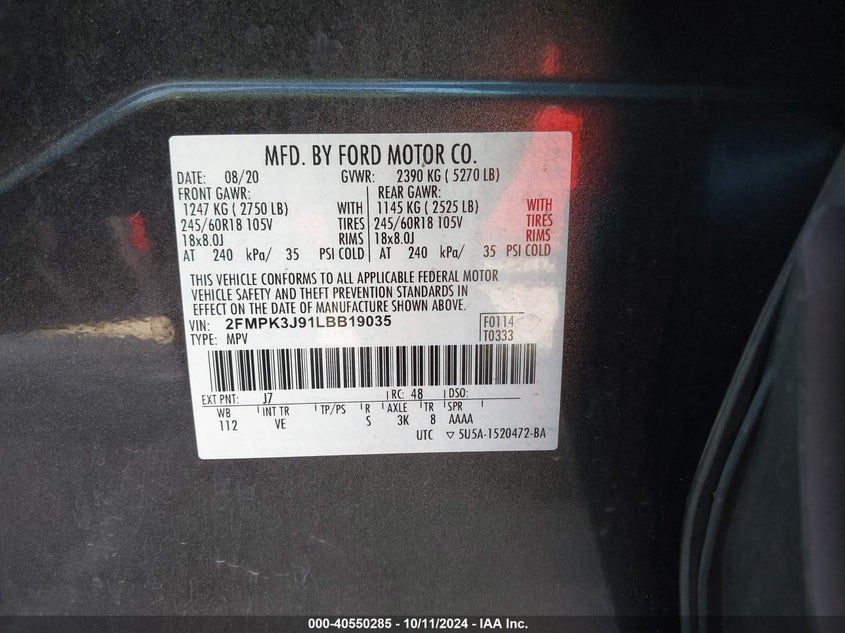 MFD. BY FORD MOTOR CO.
DATE: 08/20 GVWR: 2390 KG ( 5270 LB)
FRONT GAWR: REAR GAWR:
1247 KG ( 2750 LB) WITH 1145 KG ( 2525 LB) WITH
245/60R18 105V TIRES 245/60R18 105V TIRES
18x8.0J RIMS 18x8.0J RIMS
AT 240 kPa/ 35 PSI COLD AT 240 kPa/ 35 PSI COLD
THIS VEHICLE CONFORMS TO ALL APPLICABLE FEDERAL MOTOR
VEHICLE SAFETY AND THEFT PREVENTION STANDARDS IN
EFFECT ON THE DATE OF MANUFACTURE SHOWN ABOVE.
VIN: 2FMPK3J91LBB19035 F0114
TYPE: MPV T0333
EXT PNT: J7 RC: 48 DSO:
WB INT TR TP/PS R AXLE TR SPR
112 VE S 3K 8 AAAA
UTC ▽ 5U5A-1520472-BA
000-40550285 - 10/11/2024 - IAA Inc.